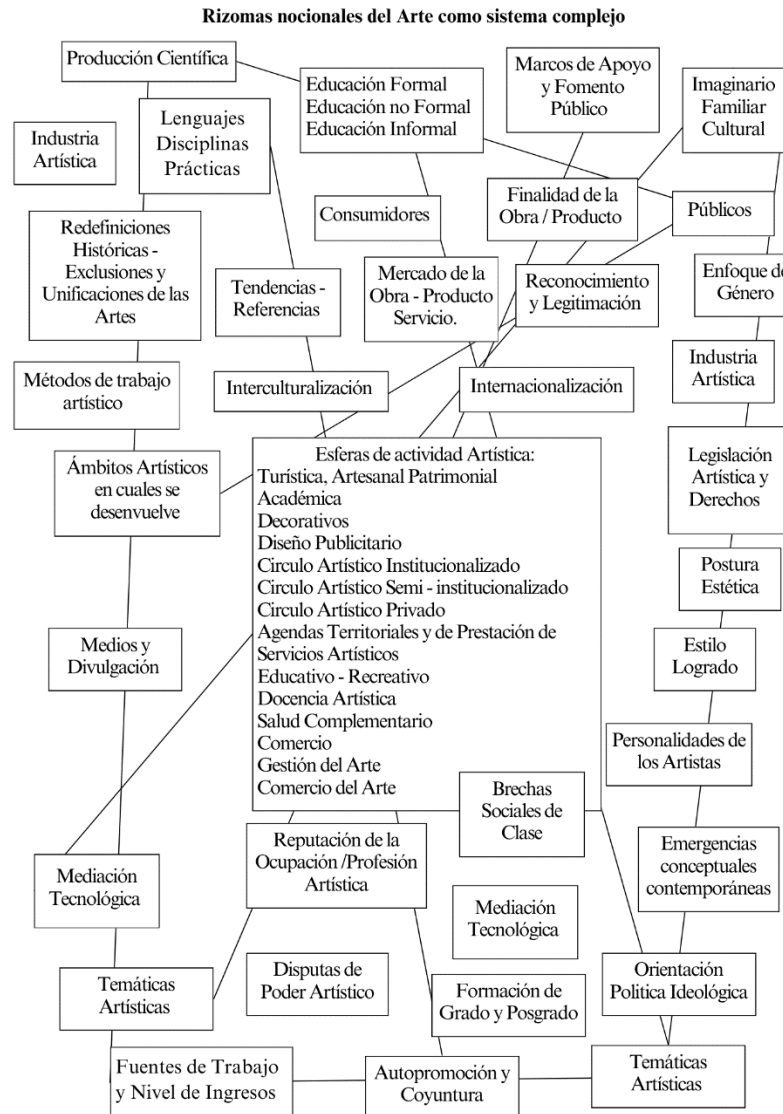 Rizomas nocionales del Arte como sistema complejo
Producción Científica
Educación Formal
Educación no Formal
Educación Informal
Marcos de Apoyo
y Fomento
Público
Imaginario
Familiar
Cultural
Industria
Artística
Lenguajes
Disciplinas
Prácticas
Consumidores
Finalidad de la
Obra / Producto
Públicos
Redefiniciones
Históricas -
Exclusiones y
Unificaciones de las
Artes
Tendencias -
Referencias
Mercado de la
Obra - Producto
Servicio.
Reconocimiento
y Legitimación
Enfoque de
Género
Métodos de trabajo
artístico
Interculturalización
Internacionalización
Industria
Artística
Ámbitos Artísticos
en cuales se
desenvuelve
Esferas de actividad Artística:
Turística, Artesanal Patrimonial
Académica
Decorativos
Diseño Publicitario
Circulo Artístico Institucionalizado
Circulo Artístico Semi - institucionalizado
Circulo Artístico Privado
Agendas Territoriales y de Prestación de
Servicios Artísticos
Educativo - Recreativo
Docencia Artística
Salud Complementario
Comercio
Gestión del Arte
Comercio del Arte
Legislación
Artística y
Derechos
Postura
Estética
Medios y
Divulgación
Estilo
Logrado
Personalidades de
los Artistas
Brechas
Sociales de
Clase
Mediación
Tecnológica
Reputación de la
Ocupación /Profesión
Artística
Emergencias
conceptuales
contemporáneas
Mediación
Tecnológica
Temáticas
Artísticas
Disputas de
Poder Artístico
Formación de
Grado y Posgrado
Orientación
Politica Ideológica
Fuentes de Trabajo
y Nivel de Ingresos
Autopromoción y
Coyuntura
Temáticas
Artísticas